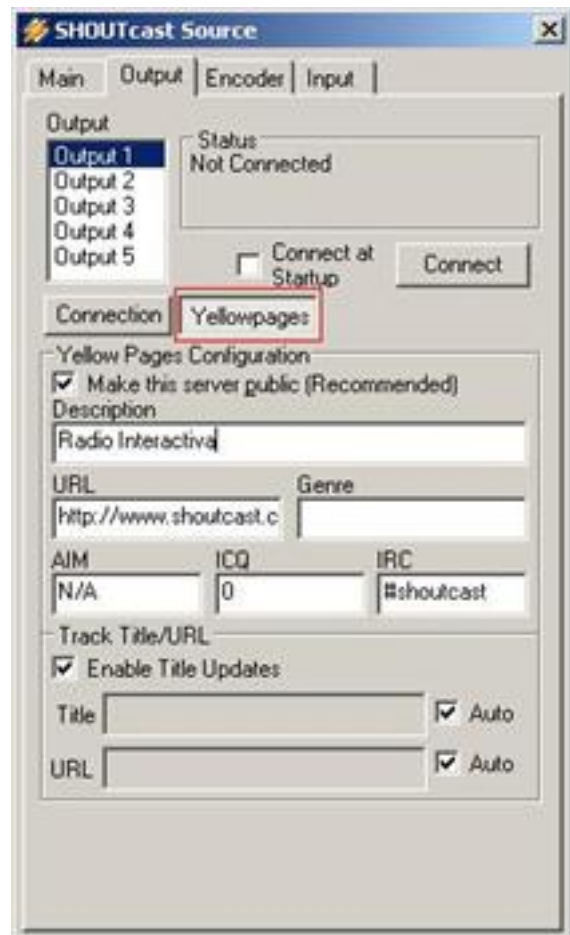 SHOUTcast Source
Main Output Encoder Input
Output
Output 1
Output 2
Output 3
Output 4
Output 5
Status
Not Connected
Connect at Startup
Connect
Connection Yellowpages
Yellow Pages Configuration
Make this server public (Recommended)
Description
Radio Interactiva
URL Genre
http://www.shoutcast.c
AIM ICQ IRC
N/A 0 #shoutcast
Track Title/URL
Enable Title Updates
Title Auto
URL Auto